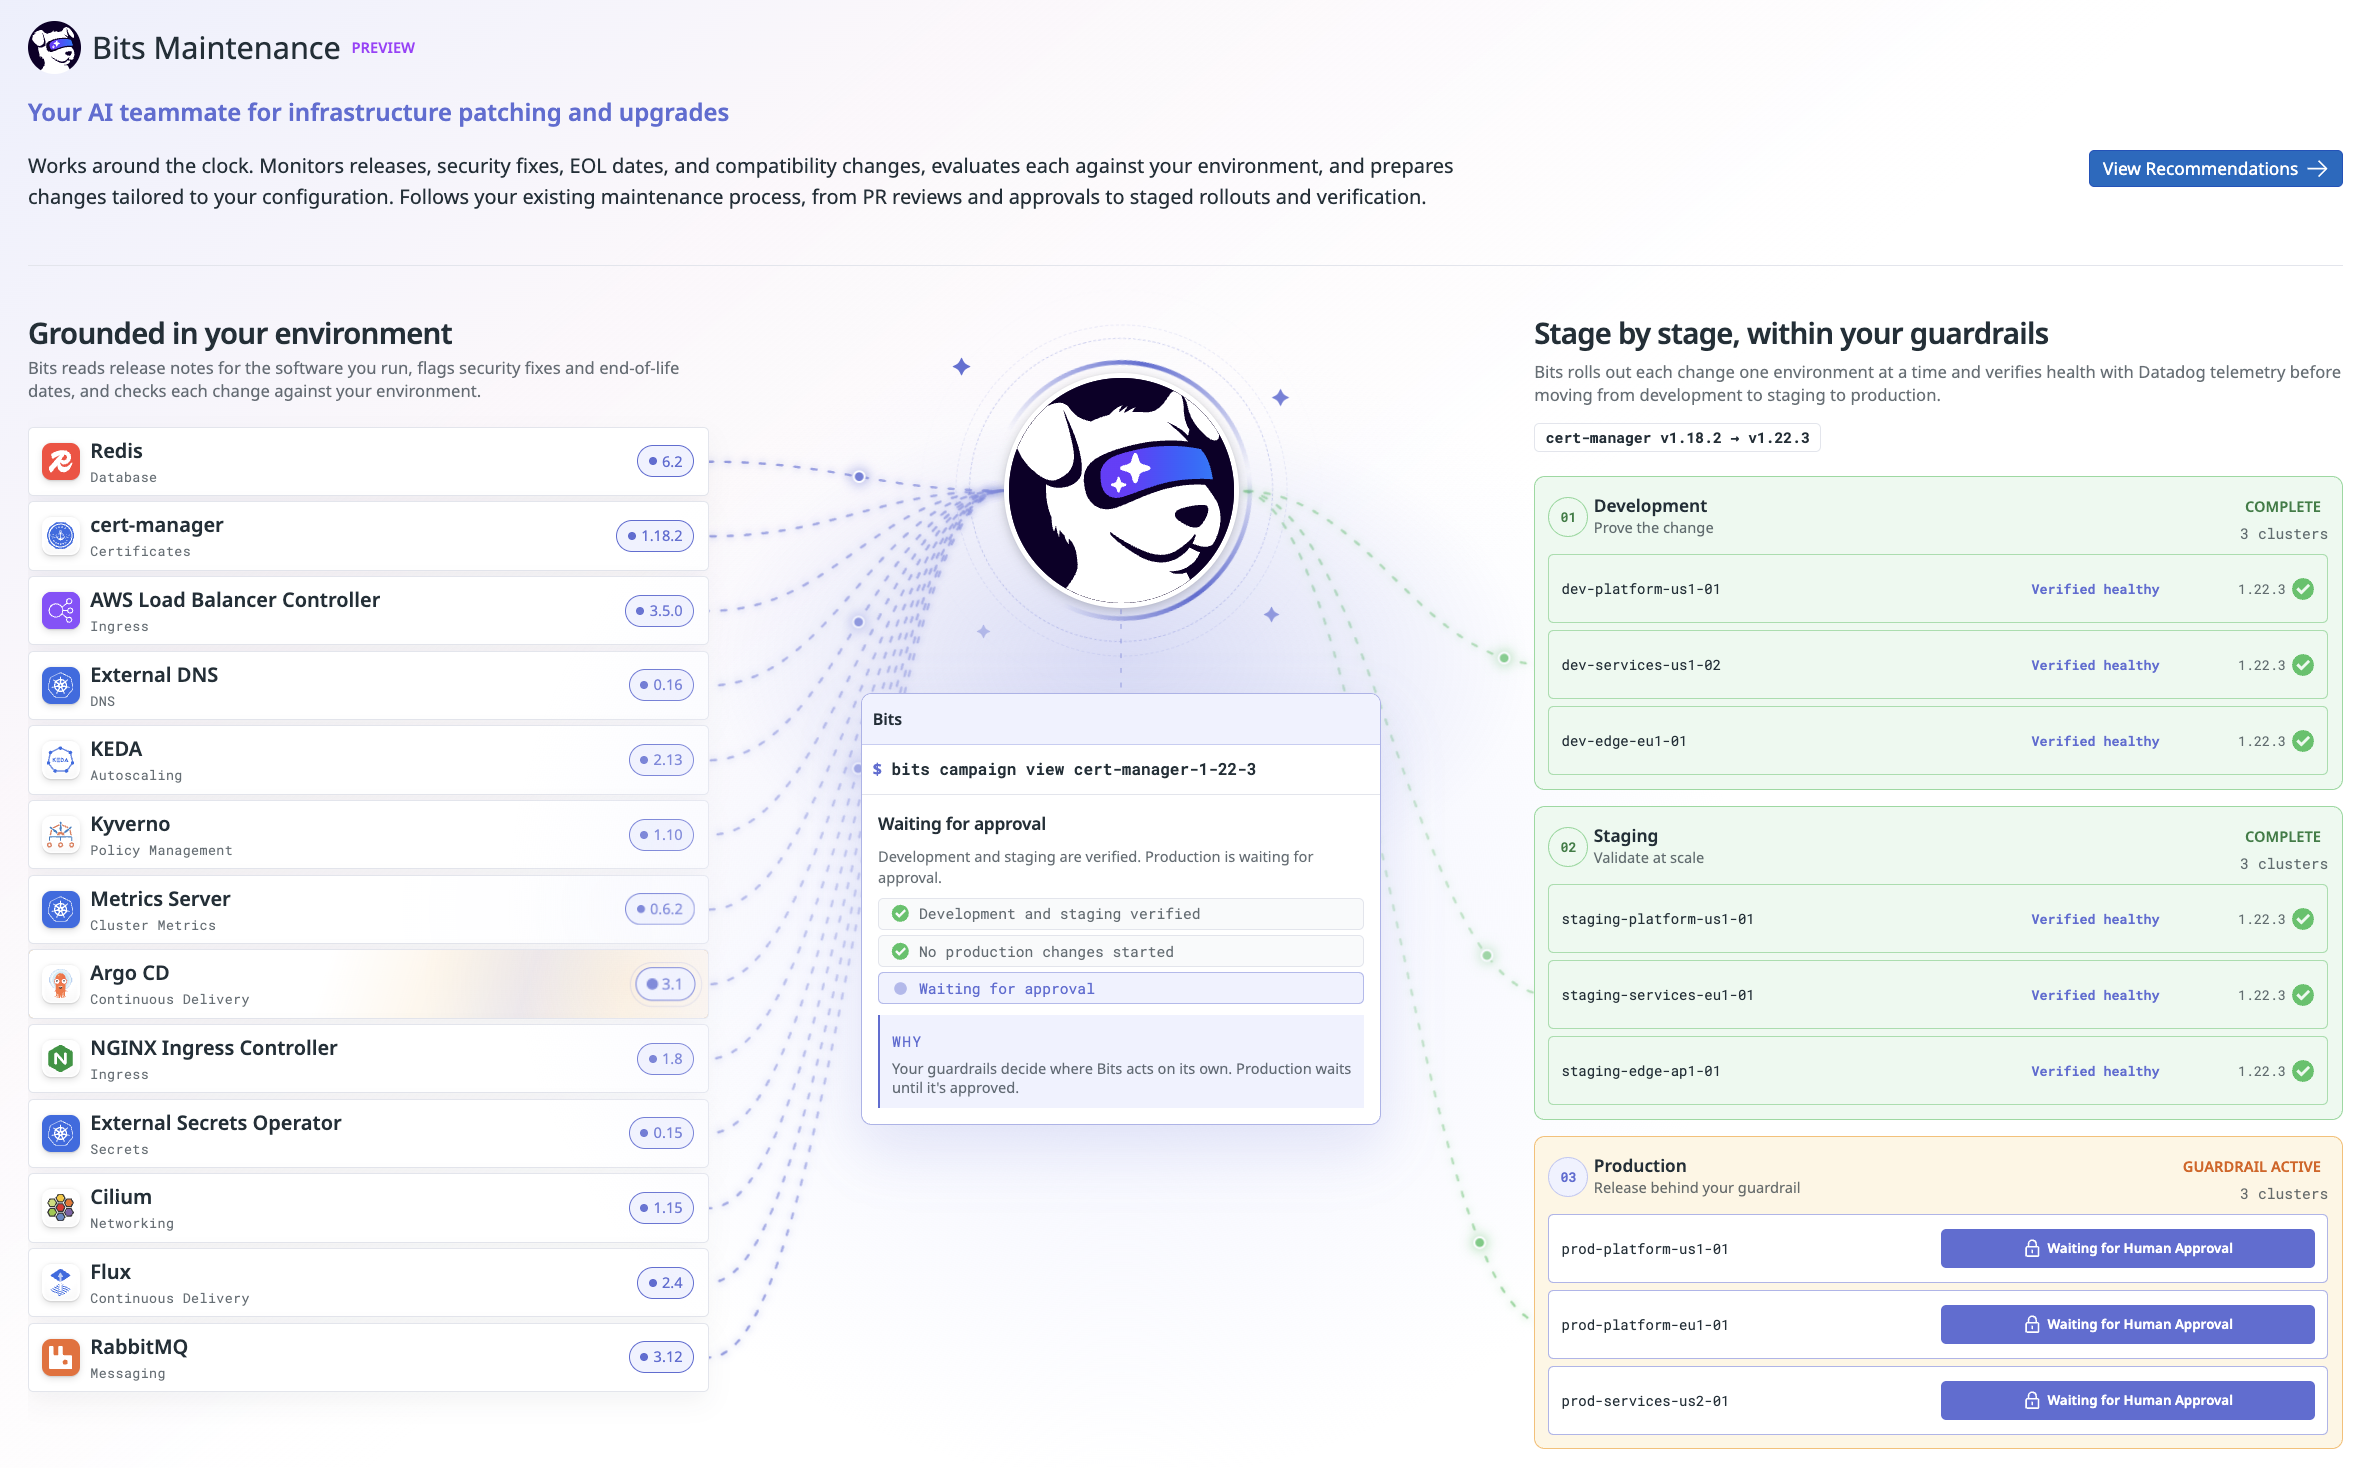 Bits Maintenance PREVIEW
Your AI teammate for infrastructure patching and upgrades
Works around the clock. Monitors releases, security fixes, EOL dates, and compatibility changes, evaluates each against your environment, and prepares
changes tailored to your configuration. Follows your existing maintenance process, from PR reviews and approvals to staged rollouts and verification.
View Recommendations →
Grounded in your environment
Bits reads release notes for the software you run, flags security fixes and end-of-life
dates, and checks each change against your environment.
Redis
Database
6.2
cert-manager
Certificates
1.18.2
AWS Load Balancer Controller
Ingress
3.5.0
External DNS
DNS
0.16
KEDA
KEDA
Autoscaling
2.13
Kyverno
Policy Management
1.10
Metrics Server
Cluster Metrics
0.6.2
Argo CD
Continuous Delivery
3.1
N
NGINX Ingress Controller
Ingress
1.8
External Secrets Operator
Secrets
0.15
Cilium
Networking
1.15
Flux
Continuous Delivery
2.4
RabbitMQ
Messaging
3.12
Bits
$ bits campaign view cert-manager-1-22-3
Waiting for approval
Development and staging are verified. Production is waiting for
approval.
Development and staging verified
No production changes started
Waiting for approval
WHY
Your guardrails decide where Bits acts on its own. Production waits
until it's approved.
Stage by stage, within your guardrails
Bits rolls out each change one environment at a time and verifies health with Datadog telemetry before
moving from development to staging to production.
cert-manager v1.18.2 → v1.22.3
01
Development
Prove the change
COMPLETE
3 clusters
dev-platform-us1-01 Verified healthy 1.22.3
dev-services-us1-02 Verified healthy 1.22.3
dev-edge-eu1-01 Verified healthy 1.22.3
02
Staging
Validate at scale
COMPLETE
3 clusters
staging-platform-us1-01 Verified healthy 1.22.3
staging-services-eu1-01 Verified healthy 1.22.3
staging-edge-ap1-01 Verified healthy 1.22.3
03
Production
Release behind your guardrail
GUARDRAIL ACTIVE
3 clusters
prod-platform-us1-01 Waiting for Human Approval
prod-platform-eu1-01 Waiting for Human Approval
prod-services-us2-01 Waiting for Human Approval